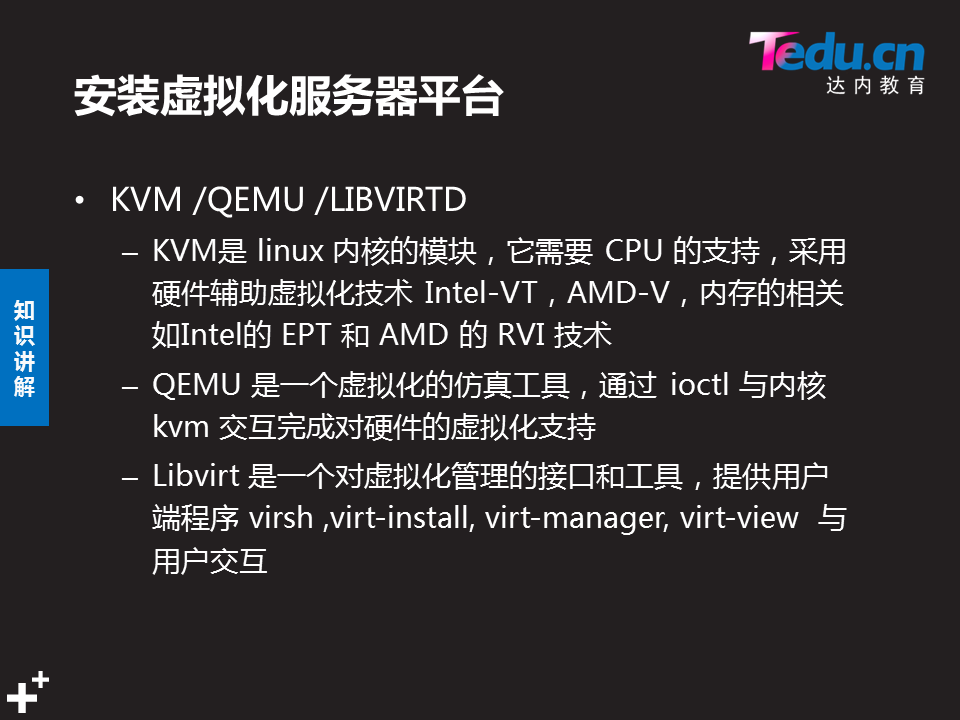 Tedu.cn
达内教育
安装虚拟化服务器平台
• KVM /QEMU /LIBVIRTD
– KVM是 linux 内核的模块，它需要 CPU 的支持，采用
硬件辅助虚拟化技术 Intel-VT，AMD-V，内存的相关
如Intel的 EPT 和 AMD 的 RVI 技术
– QEMU 是一个虚拟化的仿真工具，通过 ioctl 与内核
kvm 交互完成对硬件的虚拟化支持
– Libvirt 是一个对虚拟化管理的接口和工具，提供用户
端程序 virsh ,virt-install, virt-manager, virt-view 与
用户交互
知
识
讲
解